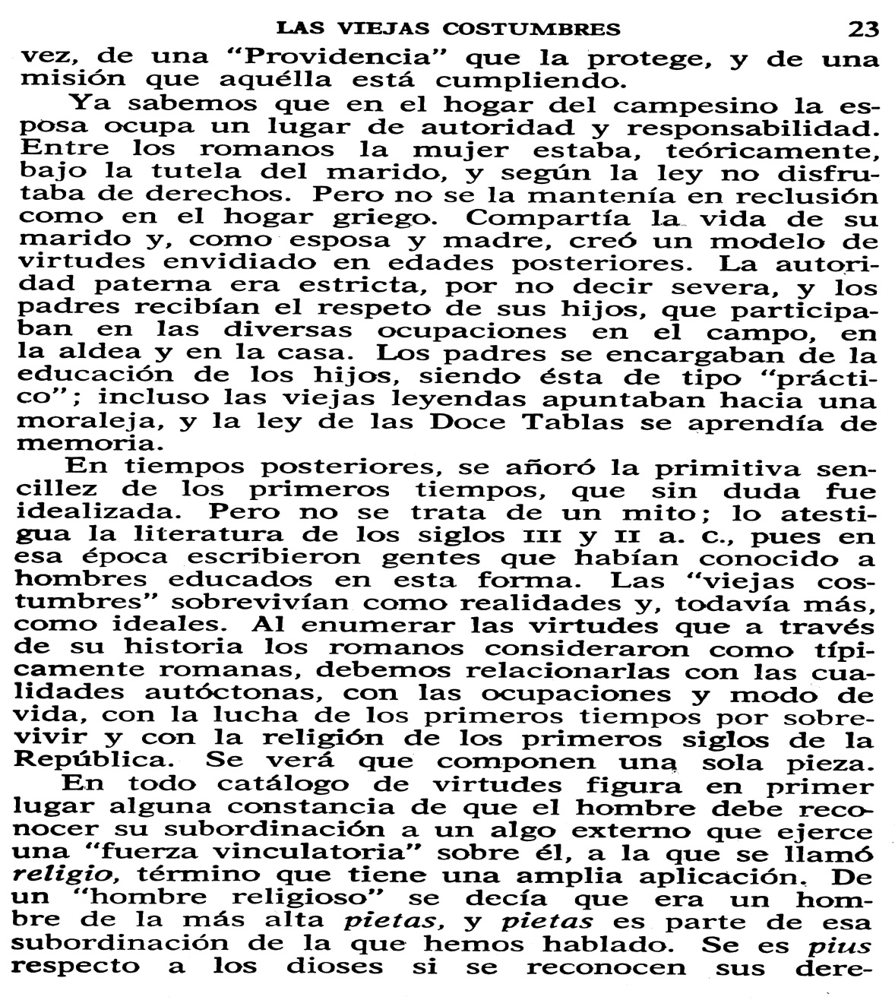 LAS VIEJAS COSTUMBRES 23
vez, de una “Providencia” que la protege, y de una
misión que aquélla está cumpliendo.
Ya sabemos que en el hogar del campesino la es-
posa ocupa un lugar de autoridad y responsabilidad.
Entre los romanos la mujer estaba, teóricamente,
bajo la tutela del marido, y según la ley no disfru-
taba de derechos. Pero no se la mantenía en reclusión
como en el hogar griego. Compartía la vida de su
marido y, como esposa y madre, creó un modelo de
virtudes envidiado en edades posteriores. La autori-
dad paterna era estricta, por no decir severa, y los
padres recibían el respeto de sus hijos, que participa-
ban en las diversas ocupaciones en el campo, en
la aldea y en la casa. Los padres se encargaban de la
educación de los hijos, siendo ésta de tipo “prácti-
co”; incluso las viejas leyendas apuntaban hacia una
moraleja, y la ley de las Doce Tablas se aprendía de
memoria.
En tiempos posteriores, se añoró la primitiva sen-
cillez de los primeros tiempos, que sin duda fue
idealizada. Pero no se trata de un mito; lo atesti-
gua la literatura de los siglos III y II a. c., pues en
esa época escribieron gentes que habían conocido a
hombres educados en esta forma. Las “viejas cos-
tumbres” sobrevivían como realidades y, todavía más,
como ideales. Al enumerar las virtudes que a través
de su historia los romanos consideraron como típi-
camente romanas, debemos relacionarlas con las cua-
lidades autóctonas, con las ocupaciones y modo de
vida, con la lucha de los primeros tiempos por sobre-
vivir y con la religión de los primeros siglos de la
República. Se verá que componen una sola pieza.
En todo catálogo de virtudes figura en primer
lugar alguna constancia de que el hombre debe reco-
nocer su subordinación a un algo externo que ejerce
una “fuerza vinculatoria” sobre él, a la que se llamó
religio, término que tiene una amplia aplicación. De
un “hombre religioso” se decía que era un hom-
bre de la más alta pietas, y pietas es parte de esa
subordinación de la que hemos hablado. Se es pius
respecto a los dioses si se reconocen sus dere-